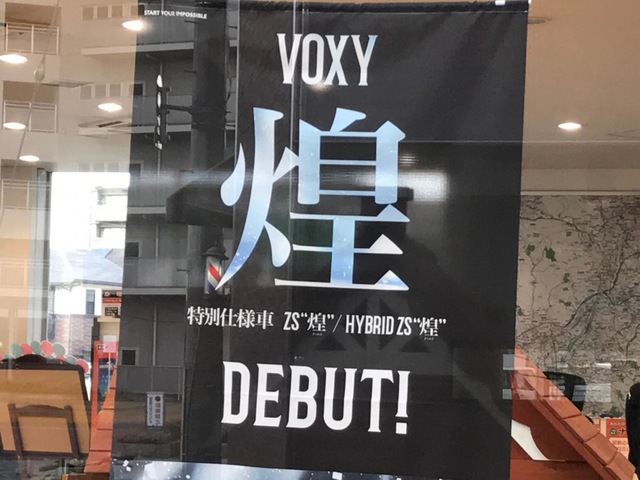 START YOUR IMPOSSIBLE
VOXY
煌
特別仕様車 ZS“煌”/ HYBRID ZS“煌”
DEBUT!